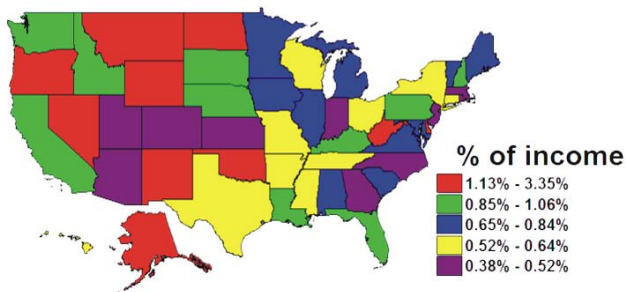 % of income
1.13% - 3.35%
0.85% - 1.06%
0.65% - 0.84%
0.52% - 0.64%
0.38% - 0.52%